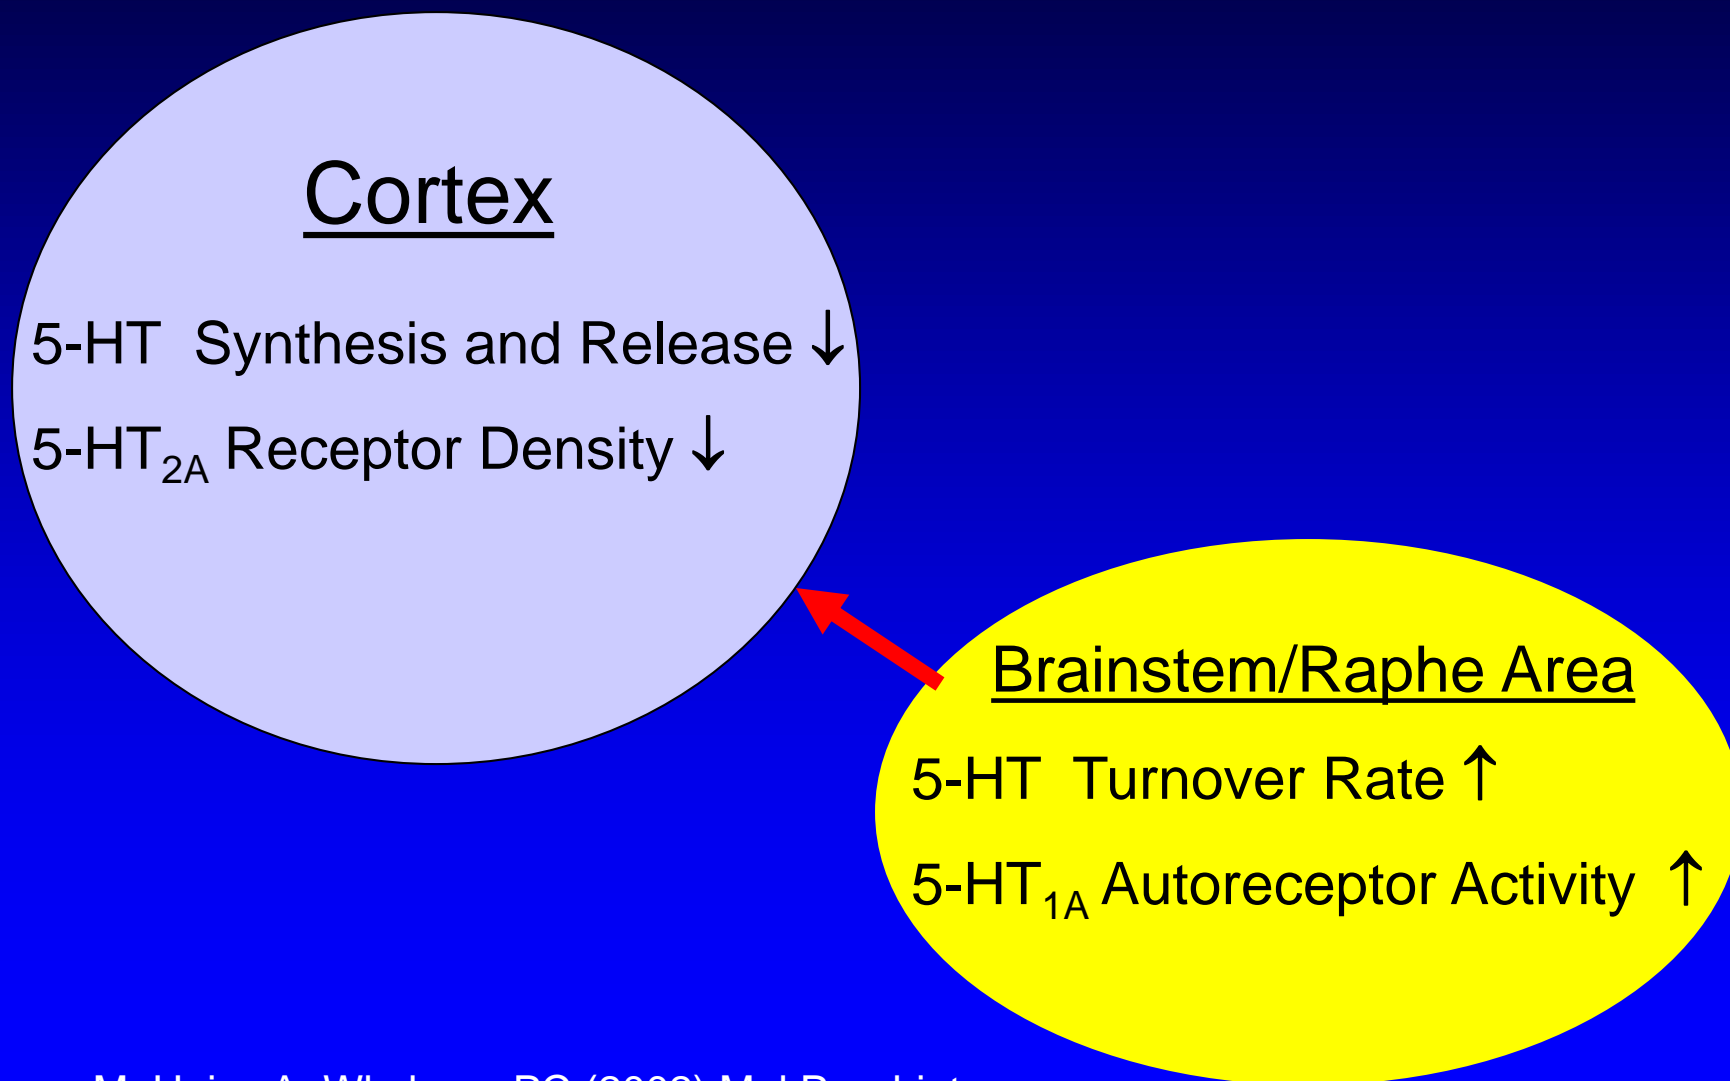 Cortex
5-HT Synthesis and Release ↓
5-HT2A Receptor Density ↓
Brainstem/Raphe Area
5-HT Turnover Rate ↑
5-HT1A Autoreceptor Activity ↑